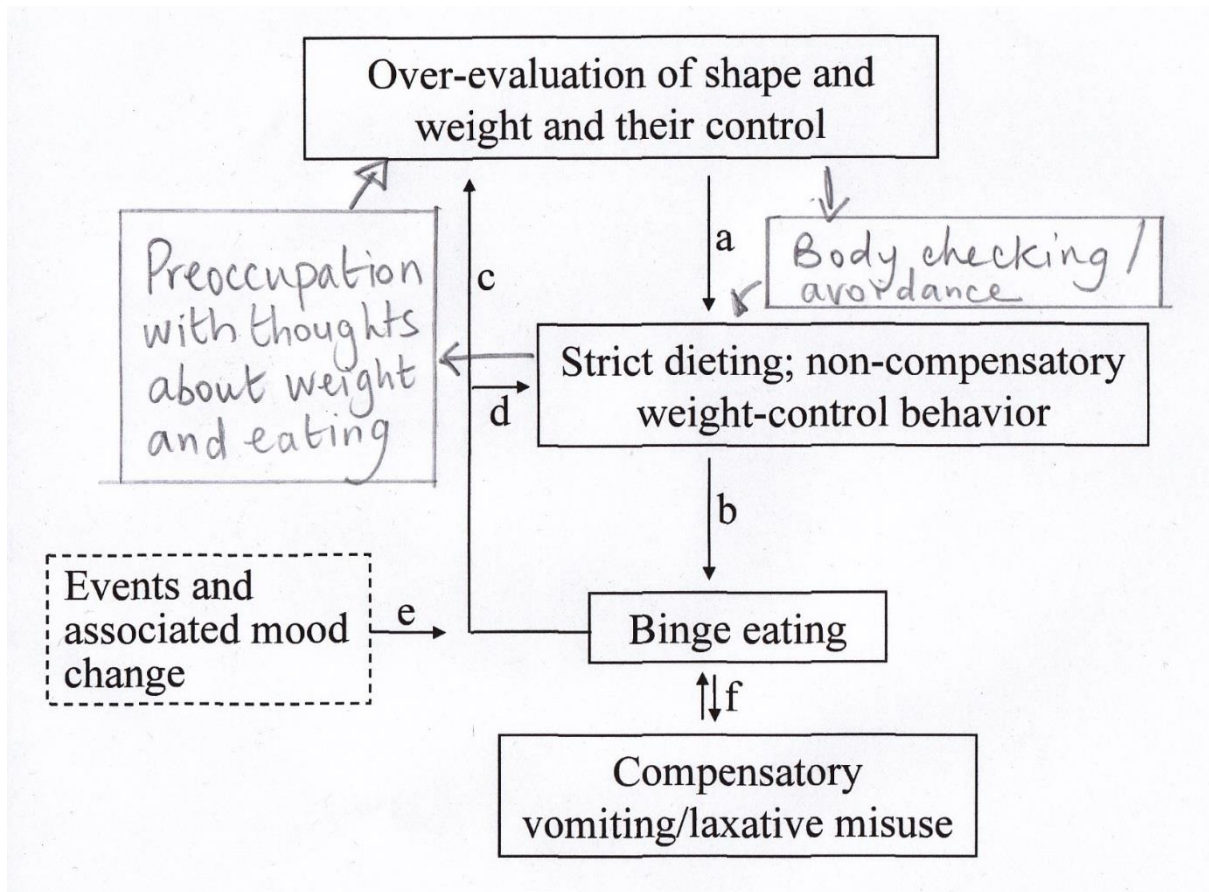 Over-evaluation of shape and
weight and their control
a
Body checking /
avoidance
Preoccupation
with thoughts
about weight
and eating
c
Strict dieting; non-compensatory
weight-control behavior
d
b
Events and
associated mood
change
e
Binge eating
f
Compensatory
vomiting/laxative misuse